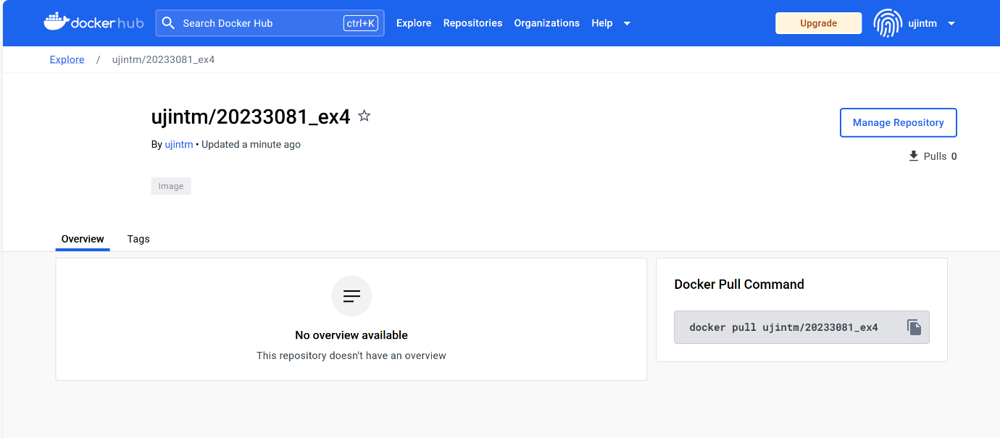 docker hub Search Docker Hub ctrl+K Explore Repositories Organizations Help Upgrade ujintm
Explore / ujintm/20233081_ex4
ujintm/20233081_ex4
Manage Repository
By ujintm • Updated a minute ago
Pulls 0
Image
Overview Tags
Docker Pull Command
docker pull ujintm/20233081_ex4
No overview available
This repository doesn't have an overview